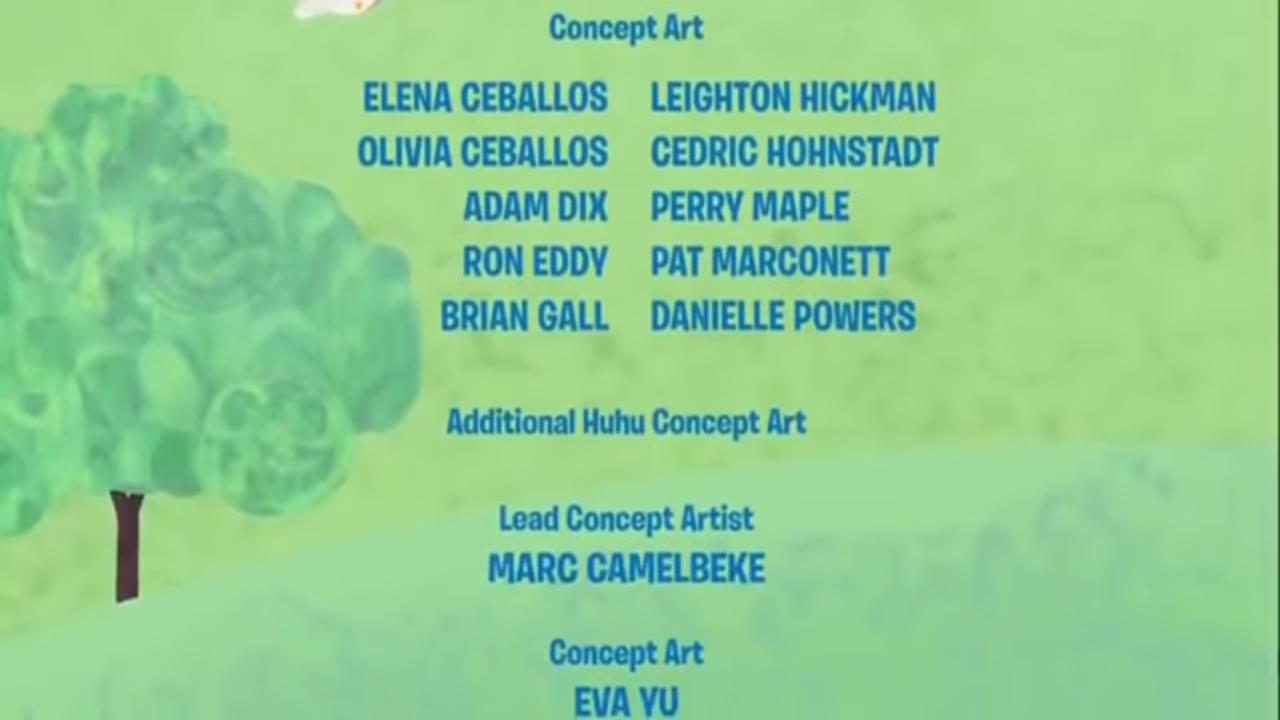 Concept Art
ELENA CEBALLOS LEIGHTON HICKMAN
OLIVIA CEBALLOS CEDRIC HOHNSTADT
ADAM DIX PERRY MAPLE
RON EDDY PAT MARCONETT
BRIAN GALL DANIELLE POWERS
Additional Huhu Concept Art
Lead Concept Artist
MARC CAMELBEKE
Concept Art
EVA YU